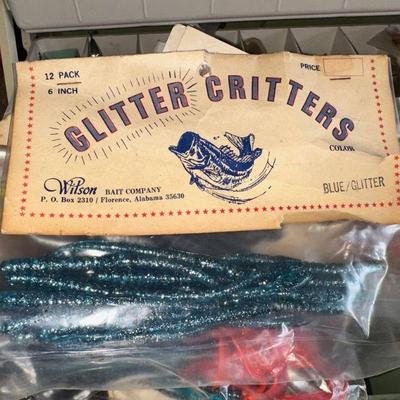 12 PACK
6 INCH
PRICE
GLITTER CRITTERS
COLOR
BLUE/GLITTER
Wilson BAIT COMPANY
P. O. Box 2310 / Florence, Alabama 35630